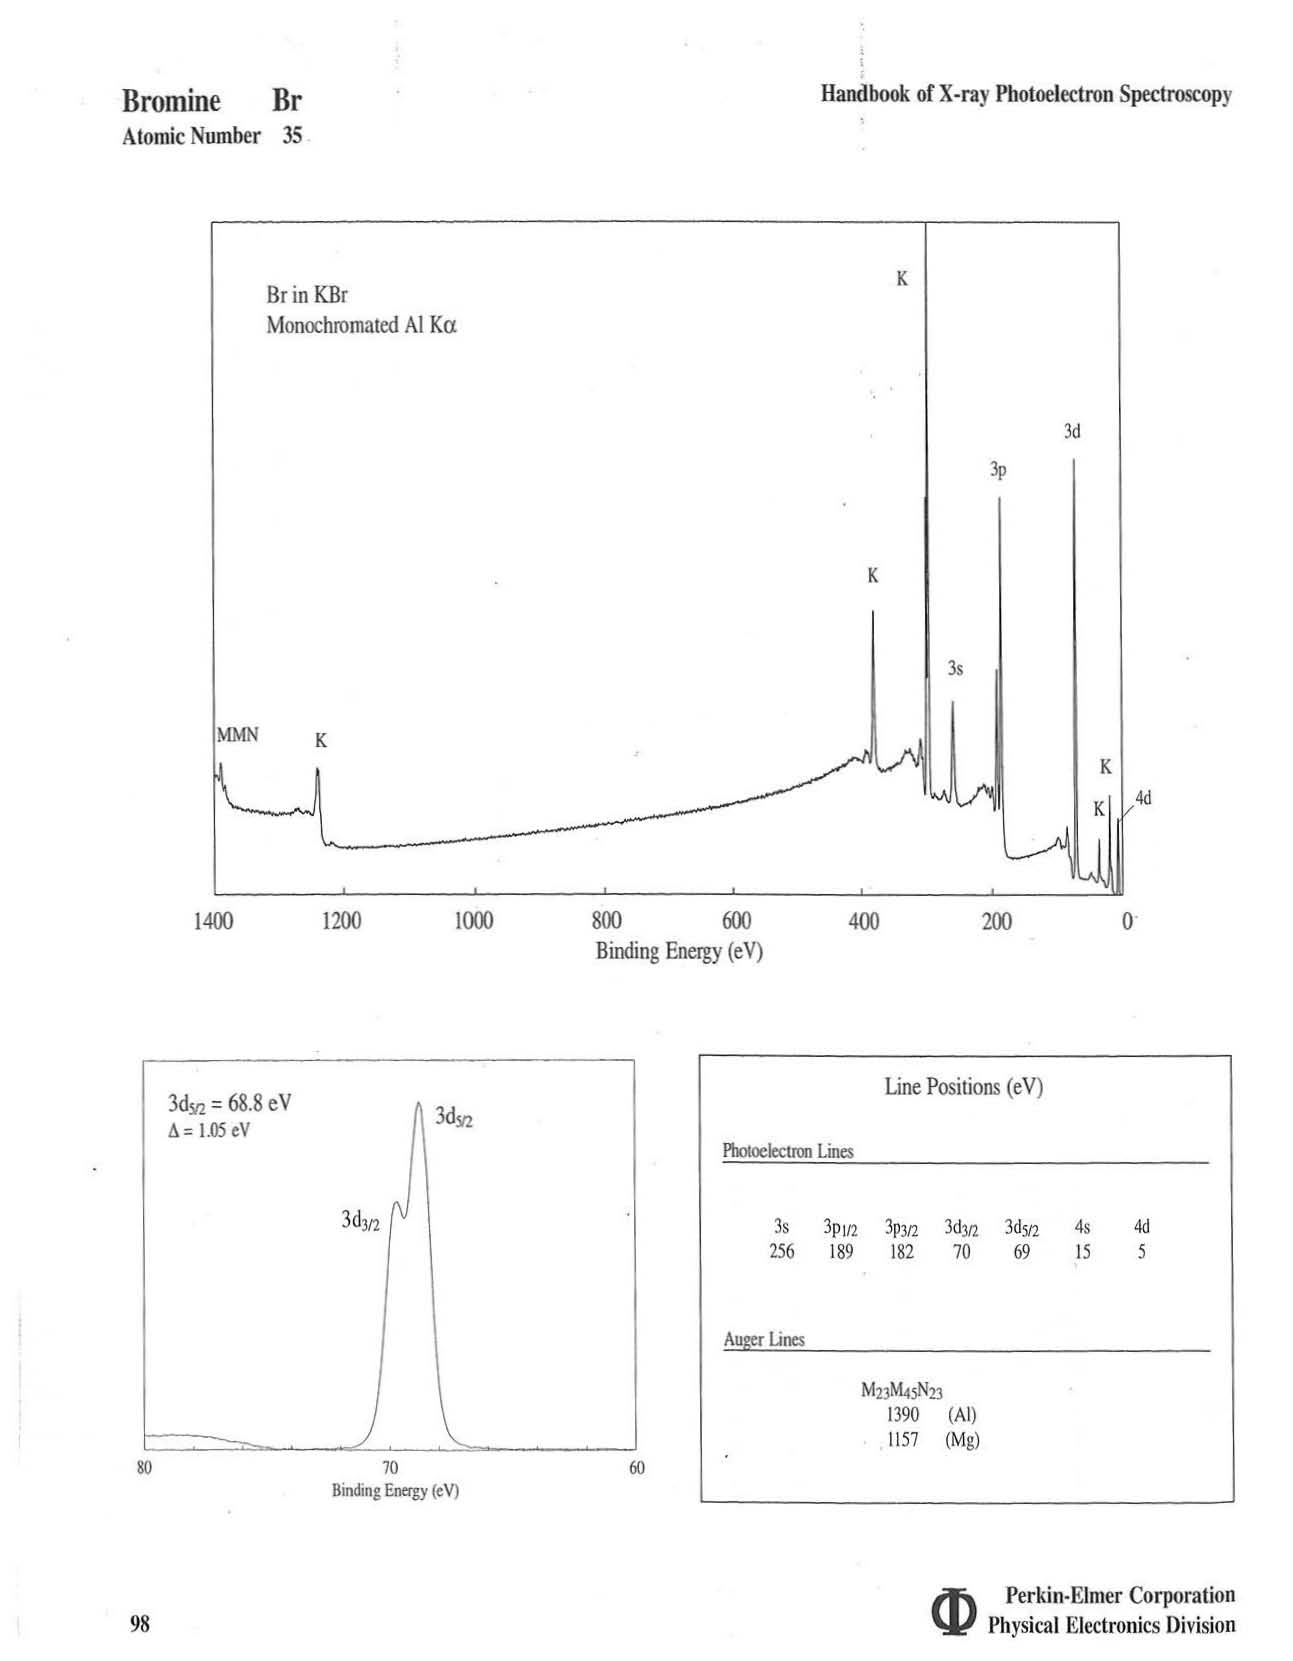 Bromine Br
Handbook of X-ray Photoelectron Spectroscopy
Atomic Number 35
K
Br in KBr
Monochromated Al Kα
3d
3p
K
3s
MMN
K
K
K
4d
1400 1200 1000 800 600 400 200 0
Binding Energy (eV)
3d5/2 = 68.8 eV
Δ = 1.05 eV
3d5/2
3d3/2
80 70 60
Binding Energy (eV)
Line Positions (eV)
Photoelectron Lines
3s 3p1/2 3p3/2 3d3/2 3d5/2 4s 4d
256 189 182 70 69 15 5
Auger Lines
M23M45N23
1390 (Al)
1157 (Mg)
98
Perkin-Elmer Corporation
Physical Electronics Division